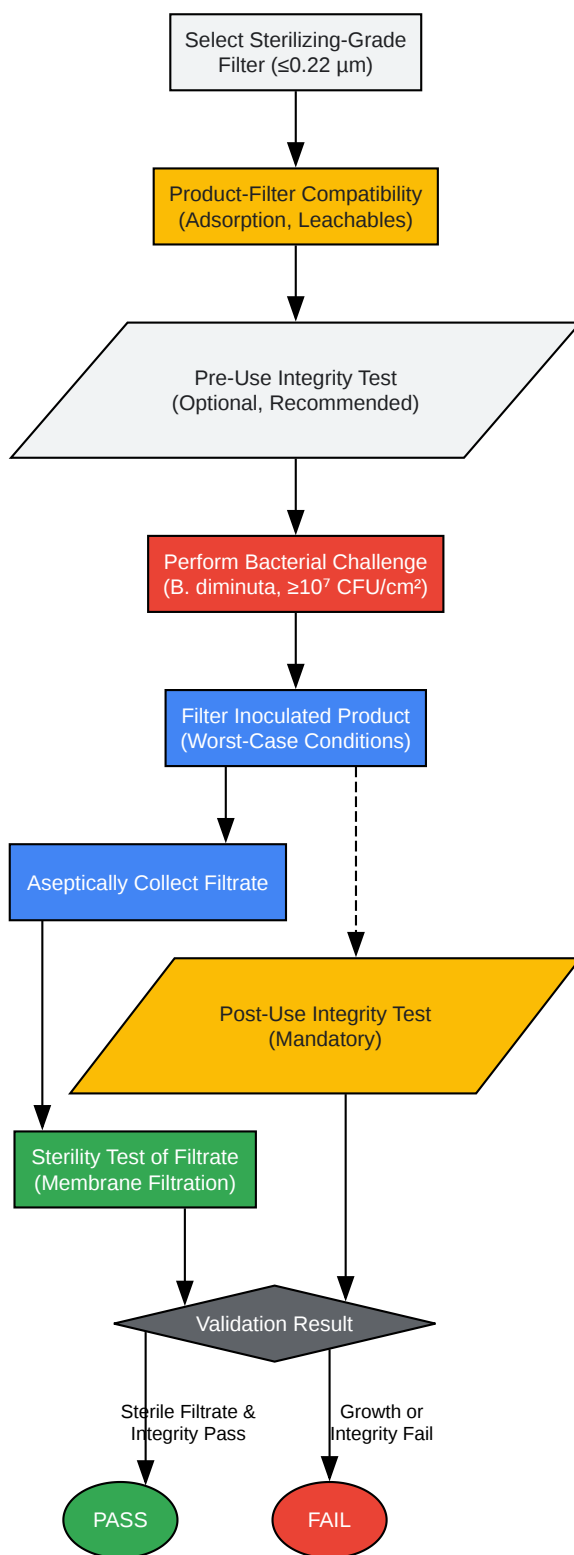 Select Sterilizing-Grade
Filter (≤0.22 µm)
Product-Filter Compatibility
(Adsorption, Leachables)
Pre-Use Integrity Test
(Optional, Recommended)
Perform Bacterial Challenge
(B. diminuta, ≥10⁷ CFU/cm²)
Filter Inoculated Product
(Worst-Case Conditions)
Aseptically Collect Filtrate
Post-Use Integrity Test
(Mandatory)
Sterility Test of Filtrate
(Membrane Filtration)
Validation Result
Sterile Filtrate &
Integrity Pass
Growth or
Integrity Fail
PASS
FAIL